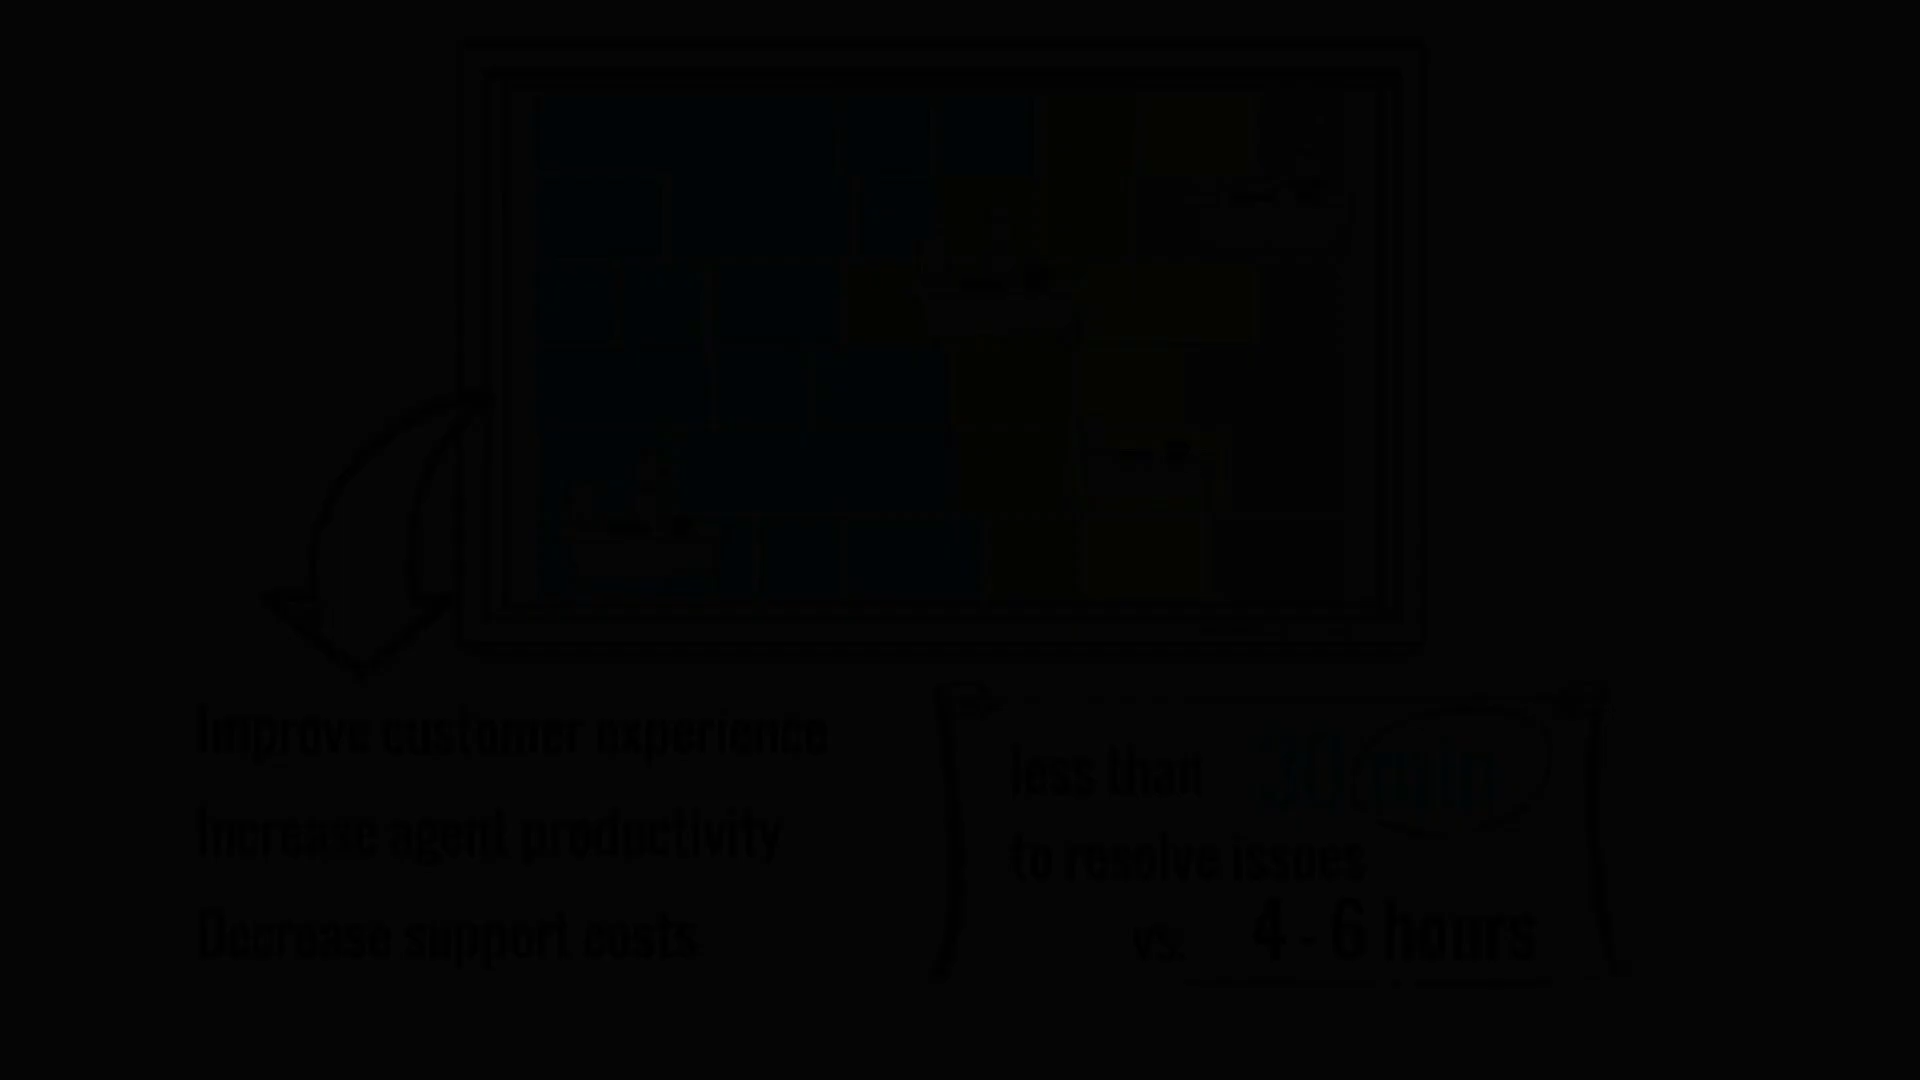 Improve customer experience
Increase agent productivity
Decrease support costs
less than 30 min
to resolve issues
vs. 4 - 6 hours